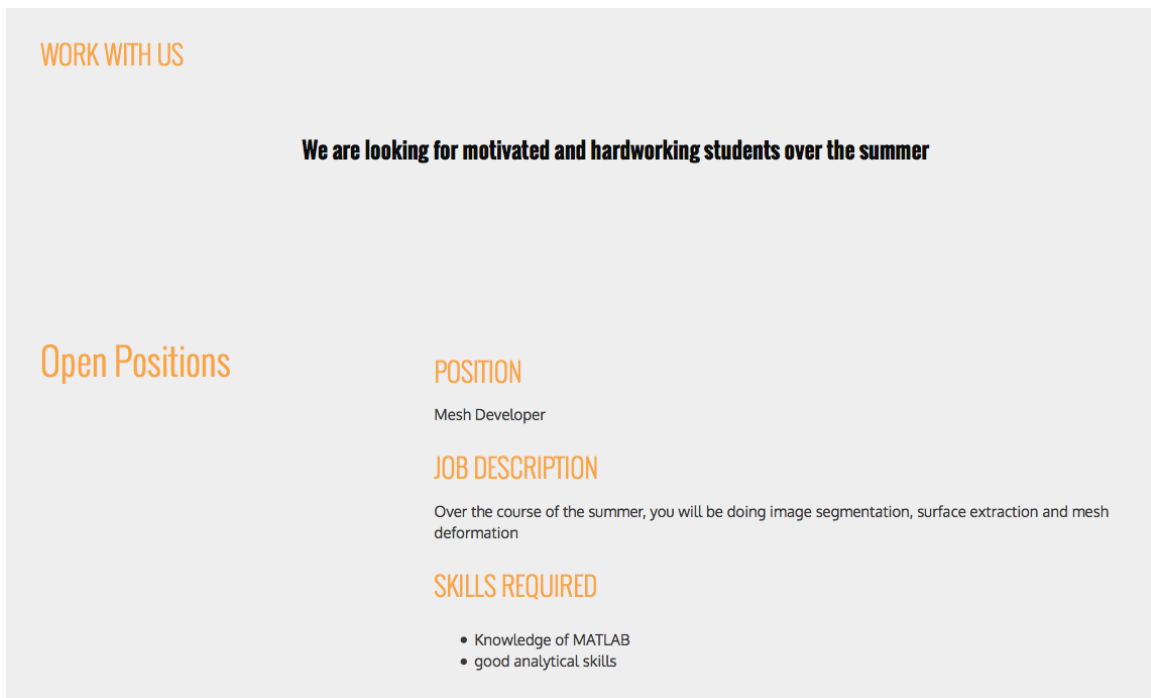 WORK WITH US
We are looking for motivated and hardworking students over the summer
Open Positions
POSITION
Mesh Developer
JOB DESCRIPTION
Over the course of the summer, you will be doing image segmentation, surface extraction and mesh
deformation
SKILLS REQUIRED
• Knowledge of MATLAB
• good analytical skills